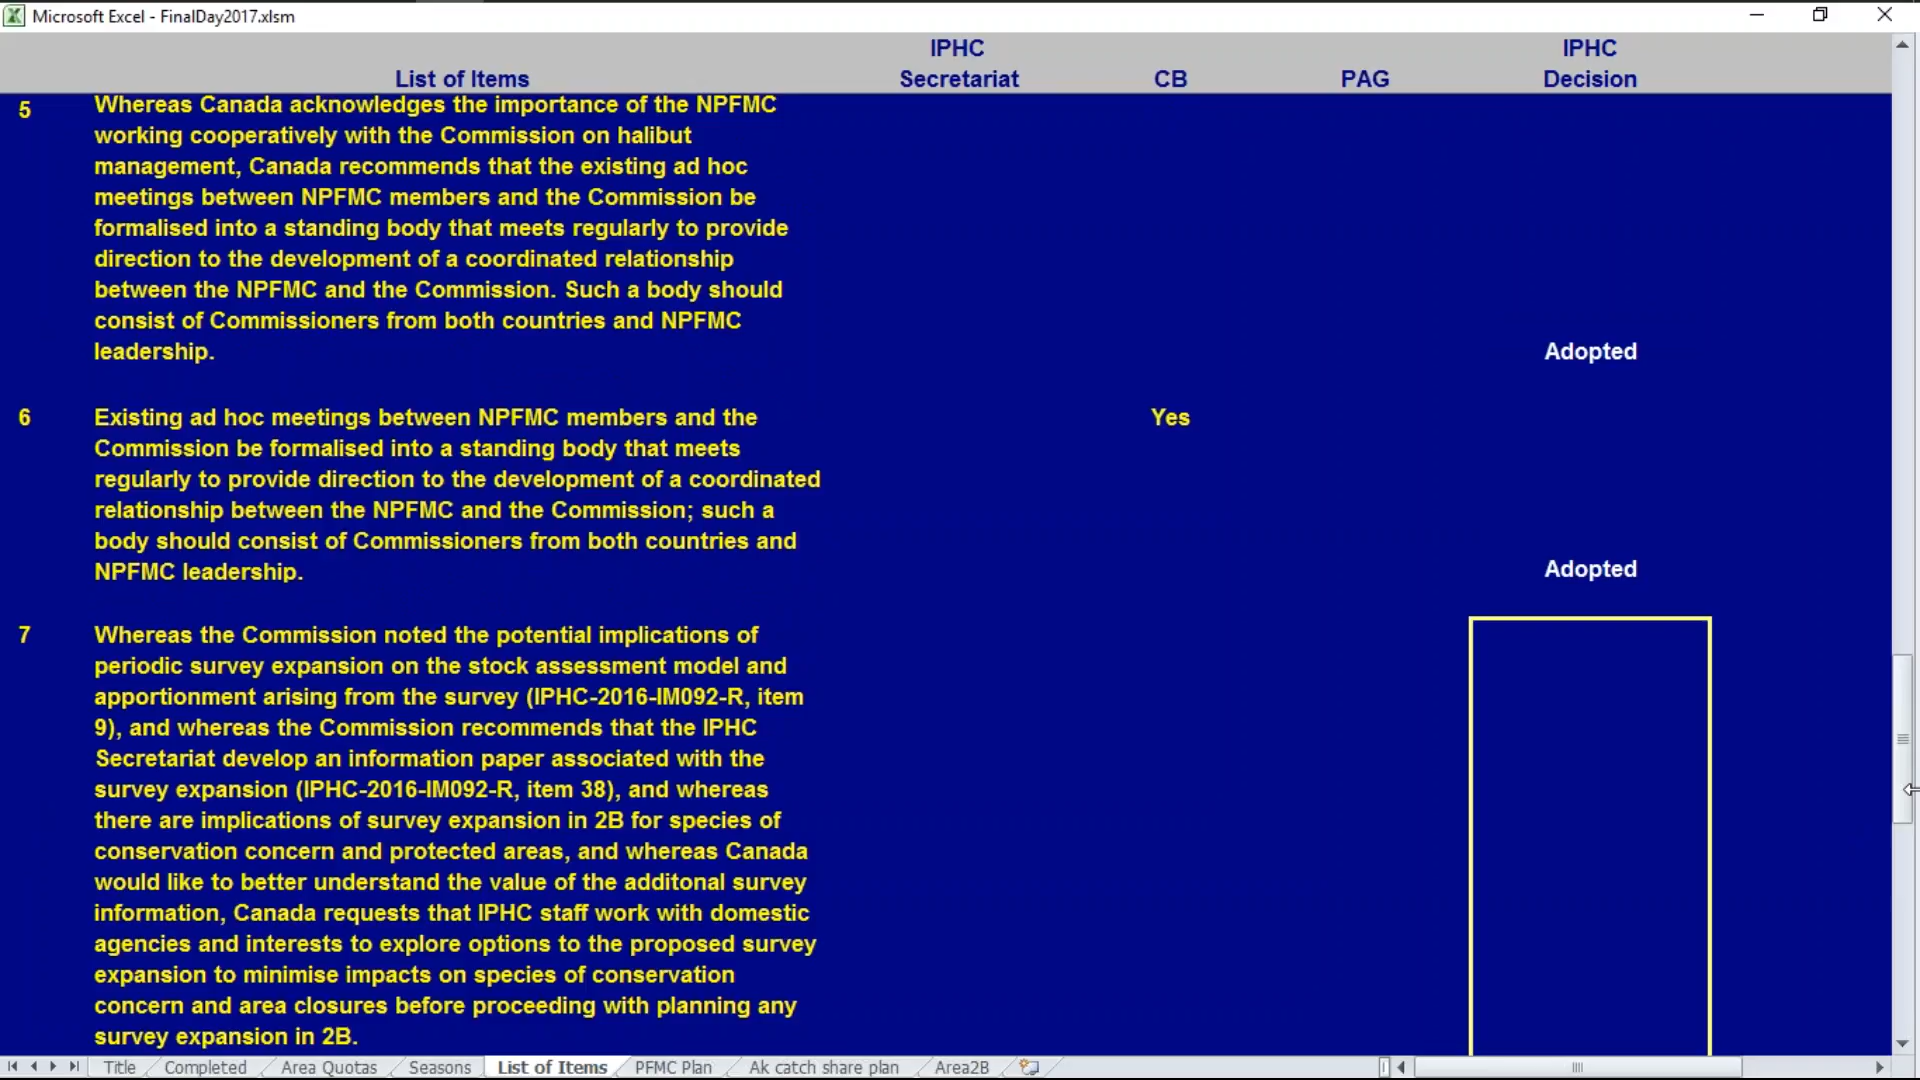 Microsoft Excel - FinalDay2017.xlsm
IPHC IPHC
List of Items Secretariat CB PAG Decision
5 Whereas Canada acknowledges the importance of the NPFMC
working cooperatively with the Commission on halibut
management, Canada recommends that the existing ad hoc
meetings between NPFMC members and the Commission be
formalised into a standing body that meets regularly to provide
direction to the development of a coordinated relationship
between the NPFMC and the Commission. Such a body should
consist of Commissioners from both countries and NPFMC
leadership. Adopted
6 Existing ad hoc meetings between NPFMC members and the Yes
Commission be formalised into a standing body that meets
regularly to provide direction to the development of a coordinated
relationship between the NPFMC and the Commission; such a
body should consist of Commissioners from both countries and
NPFMC leadership. Adopted
7 Whereas the Commission noted the potential implications of
periodic survey expansion on the stock assessment model and
apportionment arising from the survey (IPHC-2016-IM092-R, item
9), and whereas the Commission recommends that the IPHC
Secretariat develop an information paper associated with the
survey expansion (IPHC-2016-IM092-R, item 38), and whereas
there are implications of survey expansion in 2B for species of
conservation concern and protected areas, and whereas Canada
would like to better understand the value of the additonal survey
information, Canada requests that IPHC staff work with domestic
agencies and interests to explore options to the proposed survey
expansion to minimise impacts on species of conservation
concern and area closures before proceeding with planning any
survey expansion in 2B.
Title Completed Area Quotas Seasons List of Items PFMC Plan Ak catch share plan Area2B